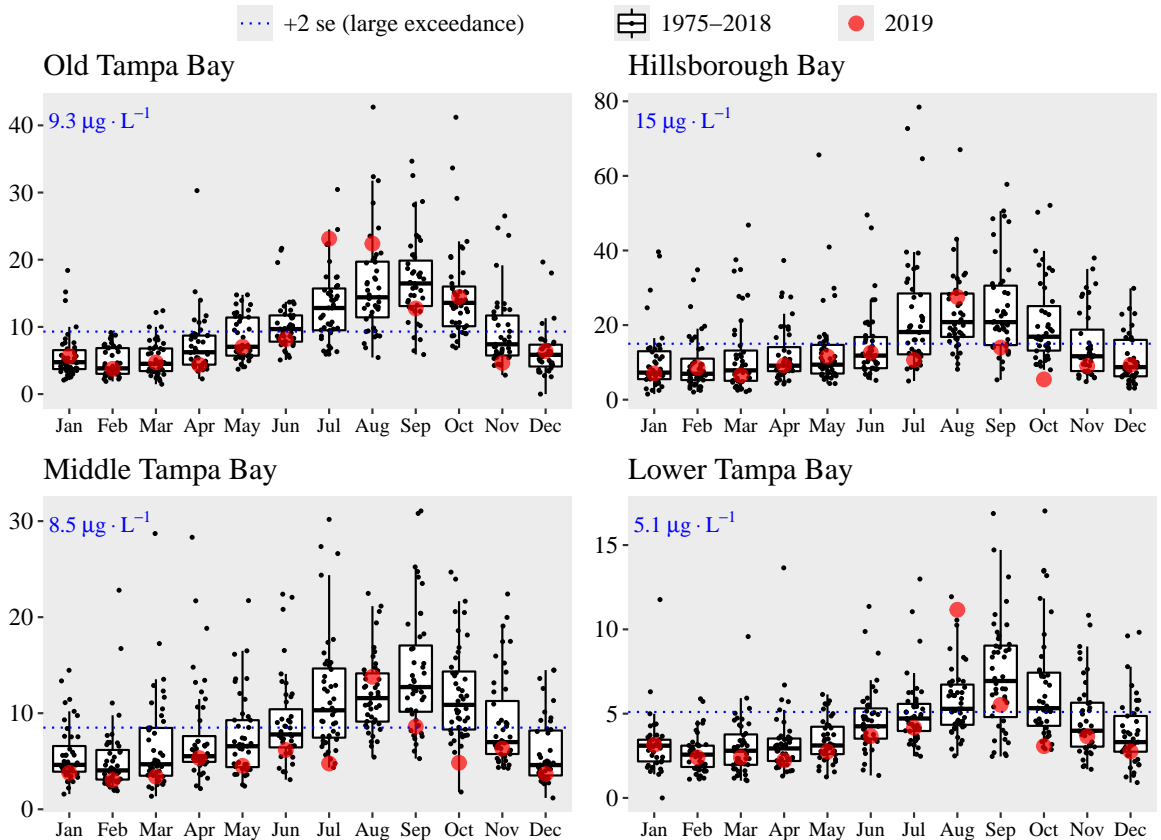 +2 se (large exceedance) 1975–2018 2019
Old Tampa Bay
9.3 μg · L⁻¹
40
30
20
10
0
Jan Feb Mar Apr May Jun Jul Aug Sep Oct Nov Dec
Hillsborough Bay
15 μg · L⁻¹
80
60
40
20
0
Jan Feb Mar Apr May Jun Jul Aug Sep Oct Nov Dec
Middle Tampa Bay
8.5 μg · L⁻¹
30
20
10
0
Jan Feb Mar Apr May Jun Jul Aug Sep Oct Nov Dec
Lower Tampa Bay
5.1 μg · L⁻¹
15
10
5
0
Jan Feb Mar Apr May Jun Jul Aug Sep Oct Nov Dec